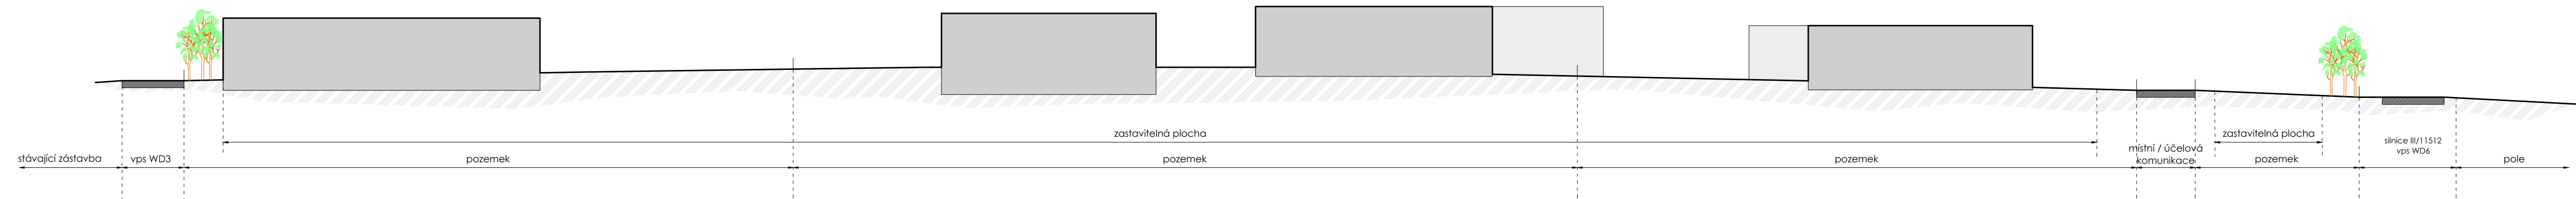 zastavitelná plocha
zastavitelná plocha
stávající zástavba
vps WD3
pozemek
pozemek
pozemek
místní / účelová
komunikace
pozemek
silnice III/11512
vps WD6
pole